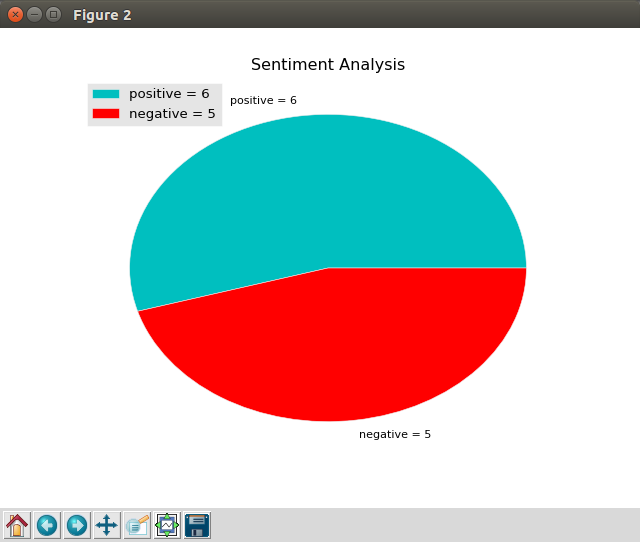 Figure 2
Sentiment Analysis
positive = 6
negative = 5
positive = 6
negative = 5